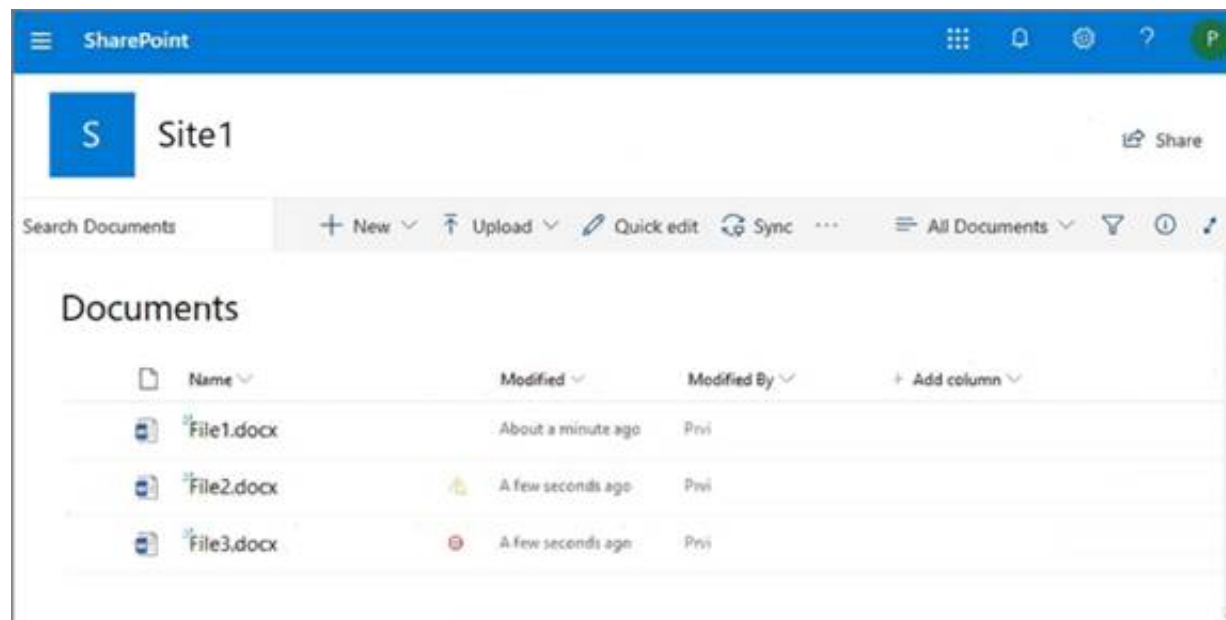 SharePoint ? P
S Site1 Share
Search Documents + New Upload Quick edit Sync ... All Documents
Documents
Name Modified Modified By + Add column
File1.docx About a minute ago Prvi
File2.docx A few seconds ago Prvi
File3.docx A few seconds ago Prvi